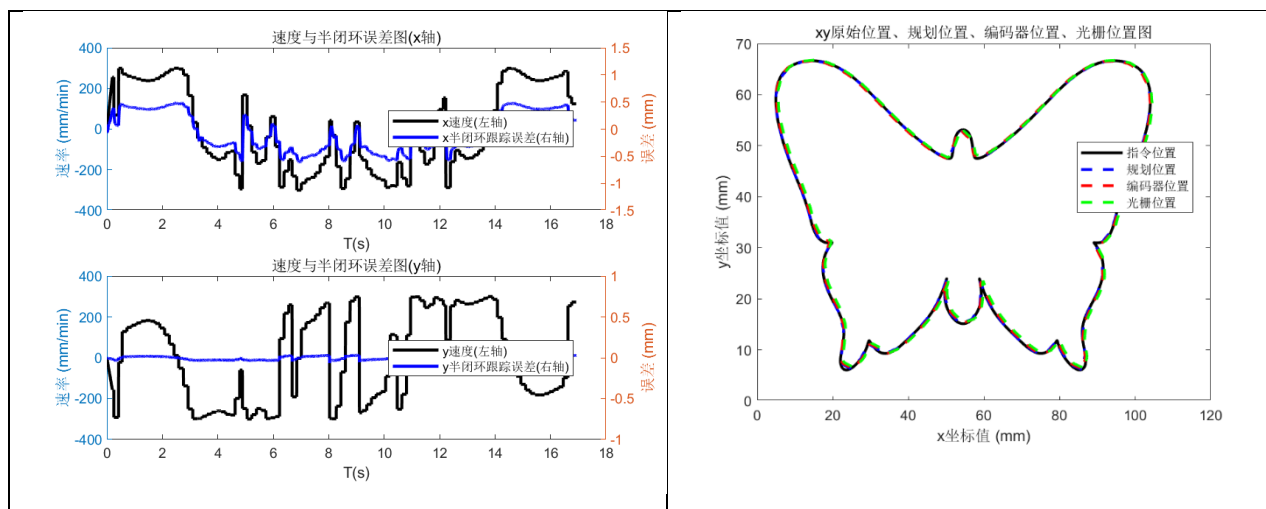 速度与半闭环误差图(x轴)
400
200
0
-200
-400
速率 (mm/min)
1.5
1
0.5
0
-0.5
-1
-1.5
误差 (mm)
x速度(左轴)
x半闭环跟踪误差(右轴)
0 2 4 6 8 10 12 14 16 18
T(s)
速度与半闭环误差图(y轴)
400
200
0
-200
-400
速率 (mm/min)
1
0.5
0
-0.5
-1
误差 (mm)
y速度(左轴)
y半闭环跟踪误差(右轴)
0 2 4 6 8 10 12 14 16 18
T(s)
xy原始位置、规划位置、编码器位置、光栅位置图
70
60
50
40
30
20
10
0
y坐标值 (mm)
指令位置
规划位置
编码器位置
光栅位置
0 20 40 60 80 100 120
x坐标值 (mm)